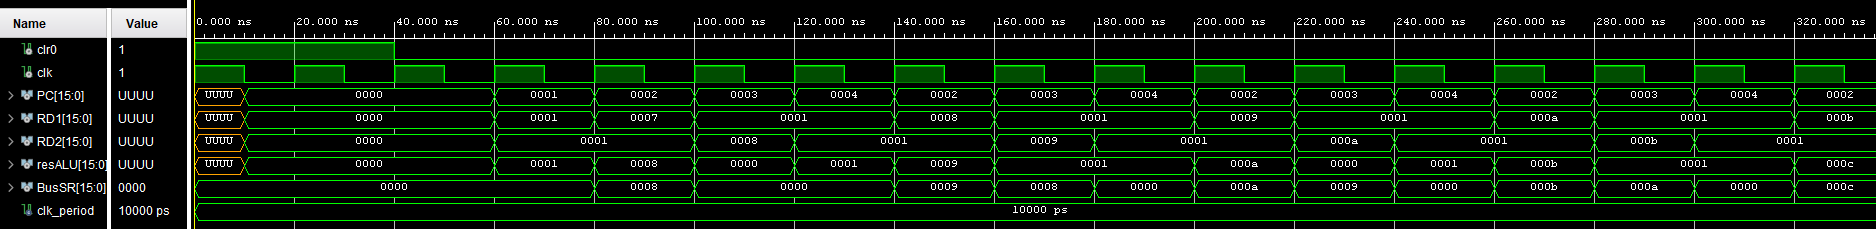 Name Value 0.000 ns 20.000 ns 40.000 ns 60.000 ns 80.000 ns 100.000 ns 120.000 ns 140.000 ns 160.000 ns 180.000 ns 200.000 ns 220.000 ns 240.000 ns 260.000 ns 280.000 ns 300.000 ns 320.000 ns
clr0 1
clk 1
PC[15:0] UUUU UUUU 0000 0001 0002 0003 0004 0002 0003 0004 0002 0003 0004 0002 0003 0004 0002
RD1[15:0] UUUU UUUU 0000 0001 0007 0001 0008 0001 0009 0001 000a 0001 000b
RD2[15:0] UUUU UUUU 0000 0001 0008 0001 0009 0001 000a 0001 000b 0001
resALU[15:0] UUUU UUUU 0000 0001 0008 0000 0001 0009 0001 000a 0000 0001 000b 0001 000c
BusSR[15:0] 0000 0000 0008 0000 0009 0008 0000 000a 0009 0000 000b 000a 0000 000c
clk_period 10000 ps 10000 ps